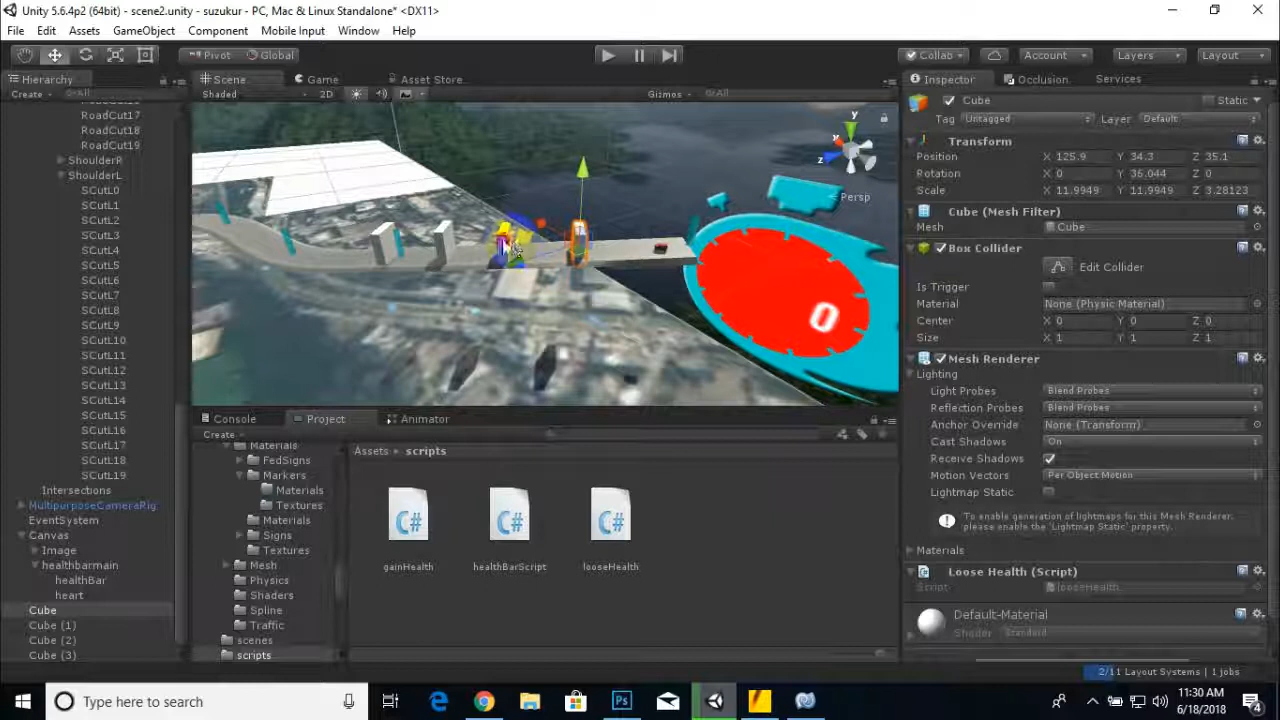 Unity 5.6.4p2 (64bit) - scene2.unity - suzukur - PC, Mac & Linux Standalone* <DX11>
File Edit Assets GameObject Component Mobile Input Window Help
Pivot Global Collab Account Layers Layout
Hierarchy Scene Game Asset Store Inspector Occlusion Services
Create All Shaded 2D Gizmos All
RoadCut17
RoadCut18
RoadCut19
ShoulderR
ShoulderL
SCutL0
SCutL1
SCutL2
SCutL3
SCutL4
SCutL5
SCutL6
SCutL7
SCutL8
SCutL9
SCutL10
SCutL11
SCutL12
SCutL13
SCutL14
SCutL15
SCutL16
SCutL17
SCutL18
SCutL19
Intersections
MultipurposeCameraRig
EventSystem
Canvas
Image
healthbarmain
healthBar
heart
Cube
Cube (1)
Cube (2)
Cube (3)
y
x
z
Persp
0
Console Project Animator
Create
Materials
FedSigns
Markers
Materials
Textures
Materials
Signs
Textures
Mesh
Physics
Shaders
Spline
Traffic
scenes
scripts
Assets scripts
C# C# C#
gainHealth healthBarScript looseHealth
Cube Static
Tag Untagged Layer Default
Transform
Position X 125.9 Y 34.3 Z 35.1
Rotation X 0 Y 36.044 Z 0
Scale X 11.9949 Y 11.9949 Z 3.28123
Cube (Mesh Filter)
Mesh Cube
Box Collider
Edit Collider
Is Trigger
Material None (Physic Material)
Center X 0 Y 0 Z 0
Size X 1 Y 1 Z 1
Mesh Renderer
Lighting
Light Probes Blend Probes
Reflection Probes Blend Probes
Anchor Override None (Transform)
Cast Shadows On
Receive Shadows
Motion Vectors Per Object Motion
Lightmap Static
To enable generation of lightmaps for this Mesh Renderer, please enable the 'Lightmap Static' property.
Materials
Loose Health (Script)
Script looseHealth
Default-Material
Shader Standard
2/11 Layout Systems | 1 jobs
Type here to search
11:30 AM
6/18/2018
4